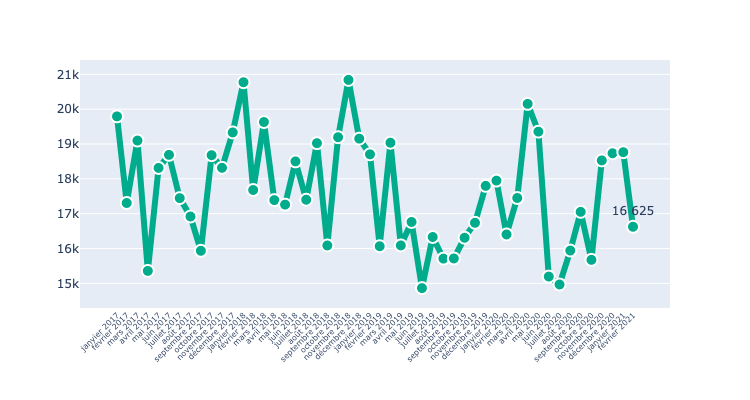 21k
20k
19k
18k
17k
16k
15k
16,625
janvier 2017
février 2017
mars 2017
avril 2017
mai 2017
juin 2017
juillet 2017
août 2017
septembre 2017
octobre 2017
novembre 2017
décembre 2017
janvier 2018
février 2018
mars 2018
avril 2018
mai 2018
juin 2018
juillet 2018
août 2018
septembre 2018
octobre 2018
novembre 2018
décembre 2018
janvier 2019
février 2019
mars 2019
avril 2019
mai 2019
juin 2019
juillet 2019
août 2019
septembre 2019
octobre 2019
novembre 2019
décembre 2019
janvier 2020
février 2020
mars 2020
avril 2020
mai 2020
juin 2020
juillet 2020
août 2020
septembre 2020
octobre 2020
novembre 2020
décembre 2020
janvier 2021
février 2021